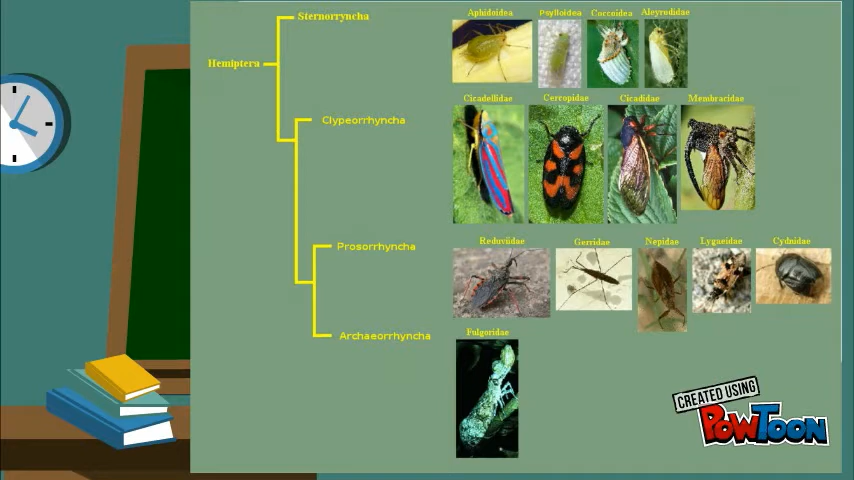 Sternorryncha
Aphidoidea Psylloidea Coccoidea Aleyrodidae
Hemiptera
Cicadellidae Cercopidae Cicadidae Membracidae
Clypeorrhyncha
Reduviidae Gerridae Nepidae Lygaeidae Cydnidae
Prosorrhyncha
Archaeorrhyncha
Fulgoridae
CREATED USING
POWTOON